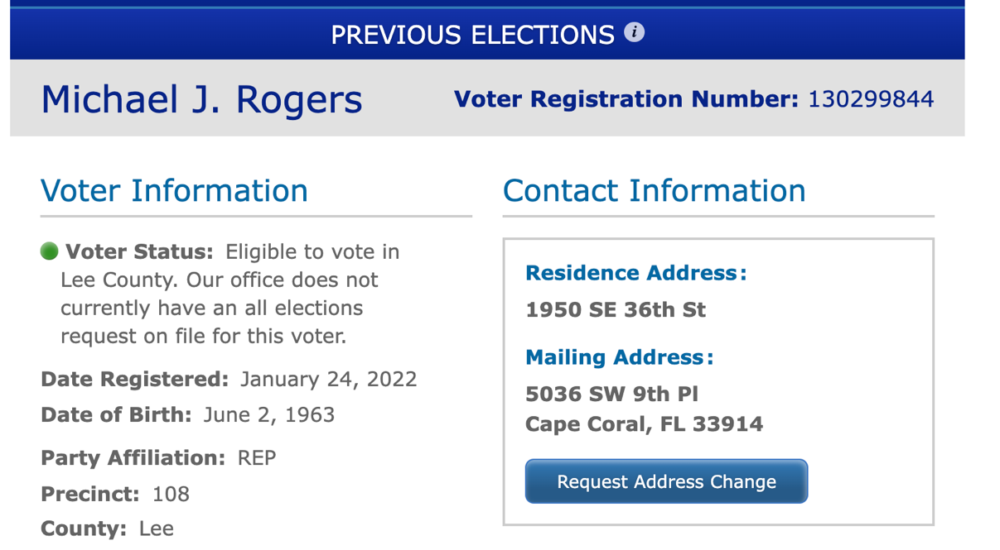 PREVIOUS ELECTIONS i
Michael J. Rogers
Voter Registration Number: 130299844
Voter Information
Voter Status: Eligible to vote in
Lee County. Our office does not
currently have an all elections
request on file for this voter.
Date Registered: January 24, 2022
Date of Birth: June 2, 1963
Party Affiliation: REP
Precinct: 108
County: Lee
Contact Information
Residence Address:
1950 SE 36th St
Mailing Address:
5036 SW 9th Pl
Cape Coral, FL 33914
Request Address Change